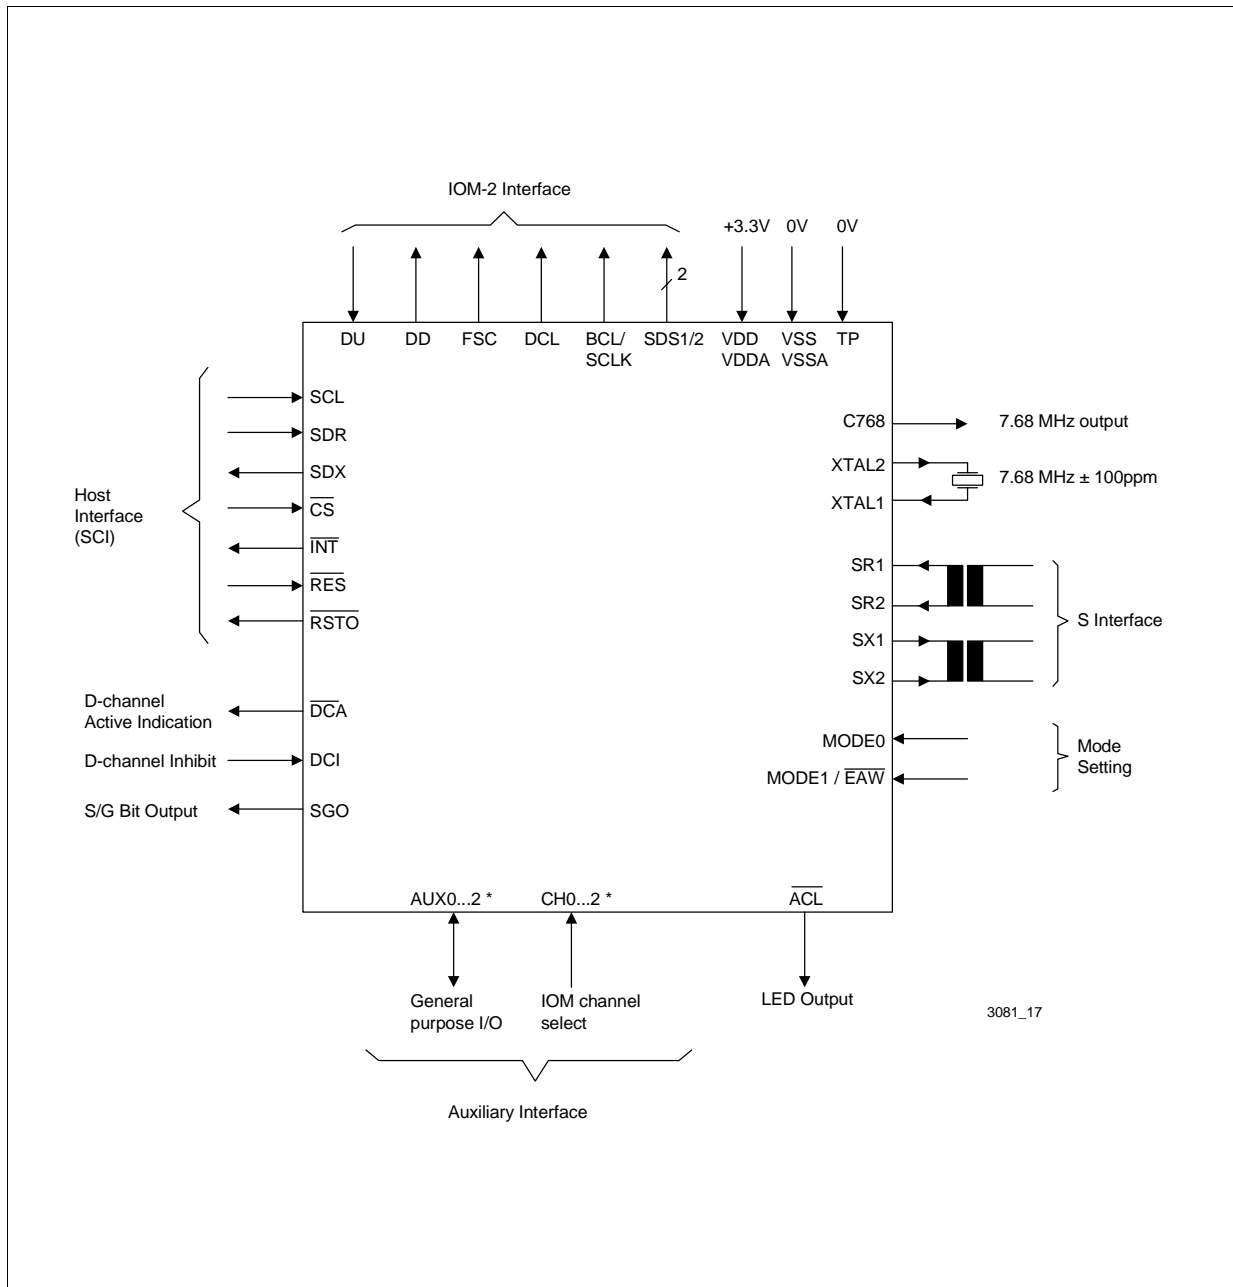 IOM-2 Interface
+3.3V 0V 0V
2
DU DD FSC DCL BCL/ SDS1/2 VDD VSS TP
SCLK VDDA VSSA
SCL
SDR
SDX
CS
INT
RES
RSTO
Host
Interface
(SCI)
C768 7.68 MHz output
XTAL2
XTAL1
7.68 MHz ± 100ppm
SR1
SR2
SX1
SX2
S Interface
D-channel
Active Indication
DCA
D-channel Inhibit DCI
S/G Bit Output SGO
MODE0
MODE1 / EAW
Mode
Setting
AUX0...2 * CH0...2 * ACL
General
purpose I/O
IOM channel
select
LED Output
3081_17
Auxiliary Interface